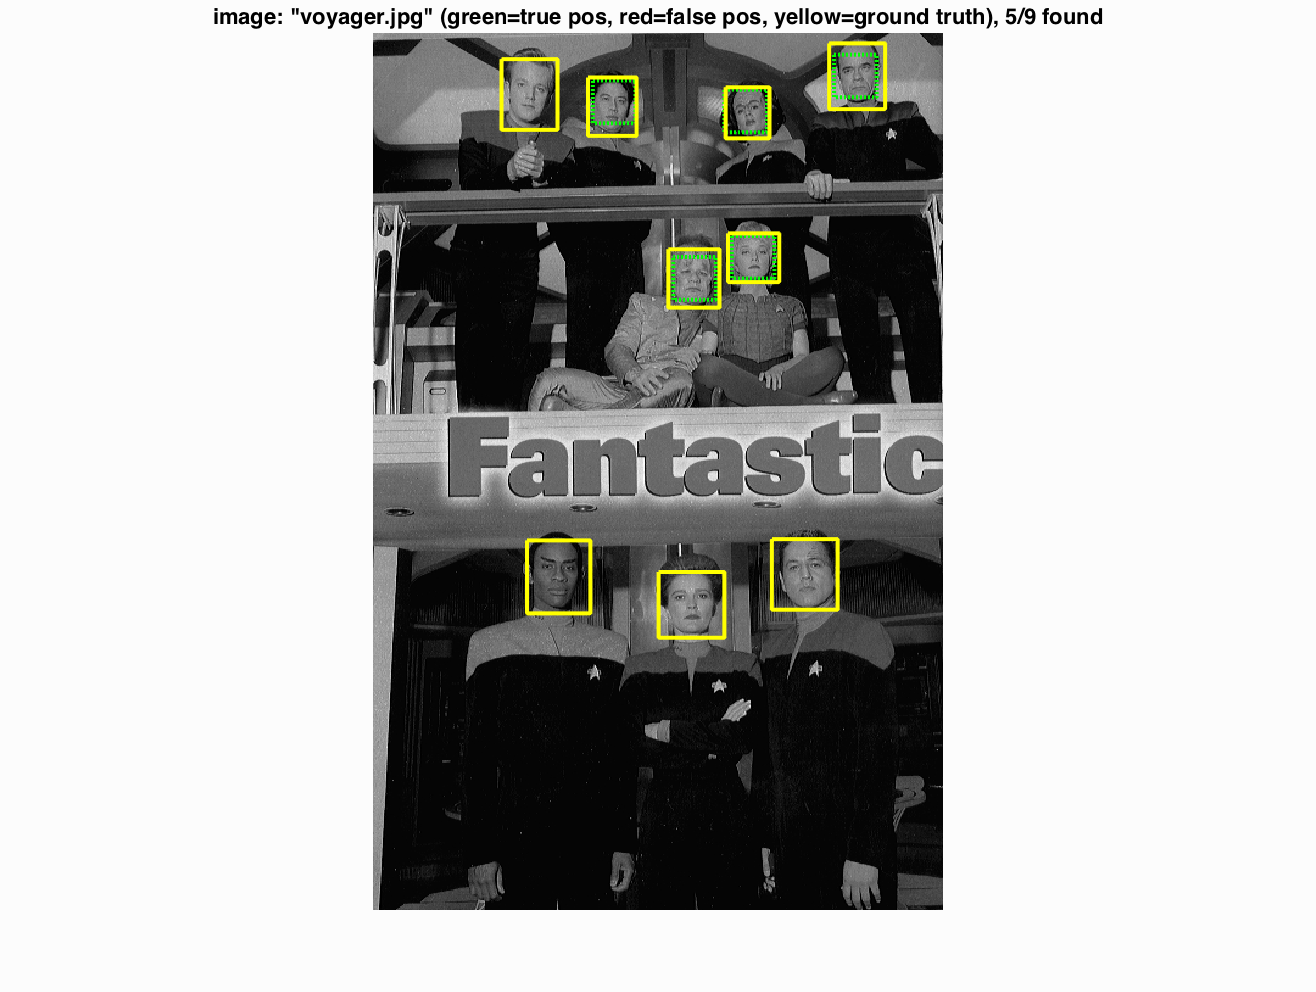 image: "voyager.jpg" (green=true pos, red=false pos, yellow=ground truth), 5/9 found
Fantastic